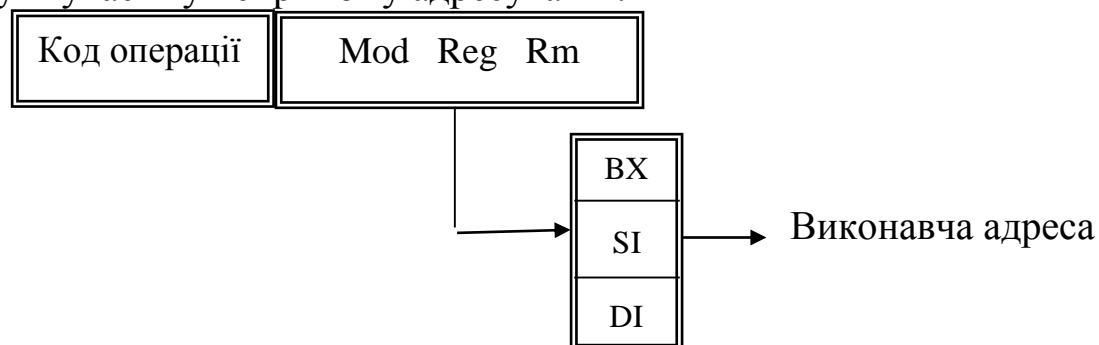 Код операції Mod Reg Rm
BX
SI
DI
Виконавча адреса